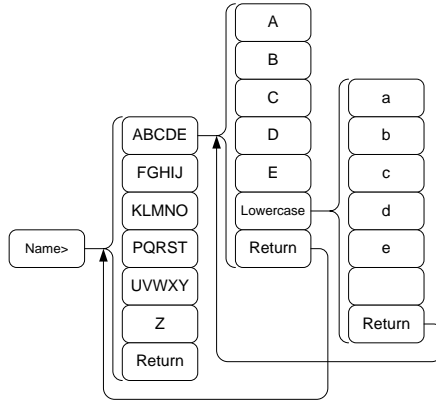 Name>
ABCDE
FGHIJ
KLMNO
PQRST
UVWXY
Z
Return
A
B
C
D
E
Lowercase
Return
a
b
c
d
e
Return